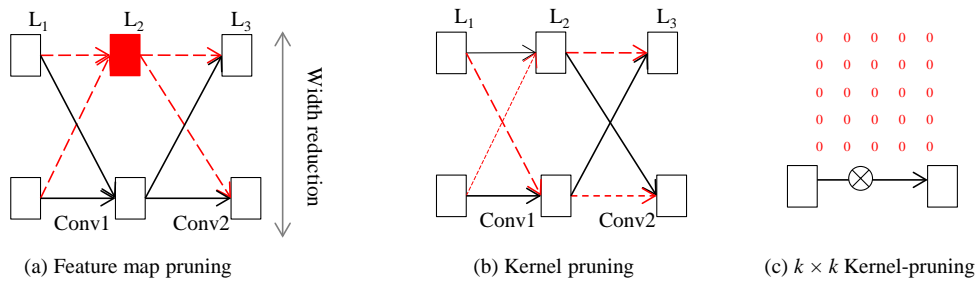 L1 L2 L3
Conv1 Conv2
Width reduction
(a) Feature map pruning
L1 L2 L3
Conv1 Conv2
(b) Kernel pruning
0 0 0 0 0
0 0 0 0 0
0 0 0 0 0
0 0 0 0 0
0 0 0 0 0
(c) k × k Kernel-pruning